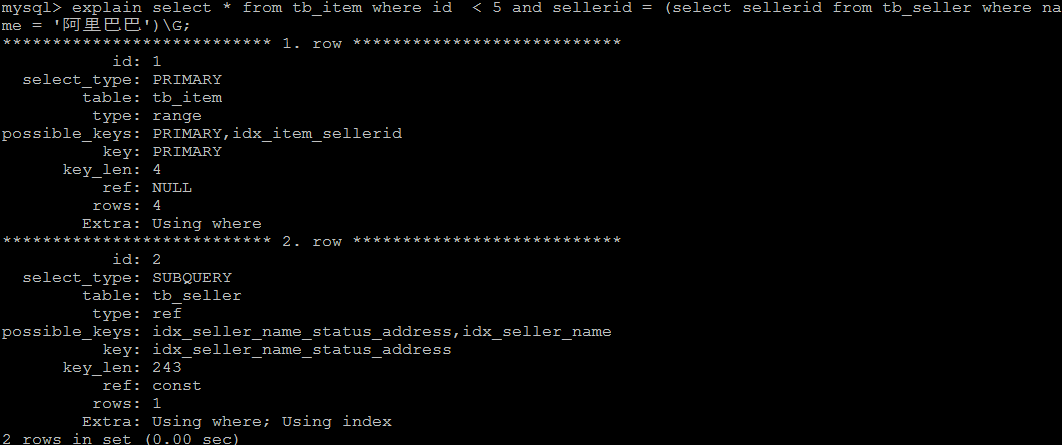 mysql> explain select * from tb_item where id  < 5 and sellerid = (select sellerid from tb_seller where na
me = '阿里巴巴')\G;
*************************** 1. row ***************************
           id: 1
  select_type: PRIMARY
        table: tb_item
         type: range
possible_keys: PRIMARY,idx_item_sellerid
          key: PRIMARY
      key_len: 4
          ref: NULL
         rows: 4
        Extra: Using where
*************************** 2. row ***************************
           id: 2
  select_type: SUBQUERY
        table: tb_seller
         type: ref
possible_keys: idx_seller_name_status_address,idx_seller_name
          key: idx_seller_name_status_address
      key_len: 243
          ref: const
         rows: 1
        Extra: Using where; Using index
2 rows in set (0.00 sec)